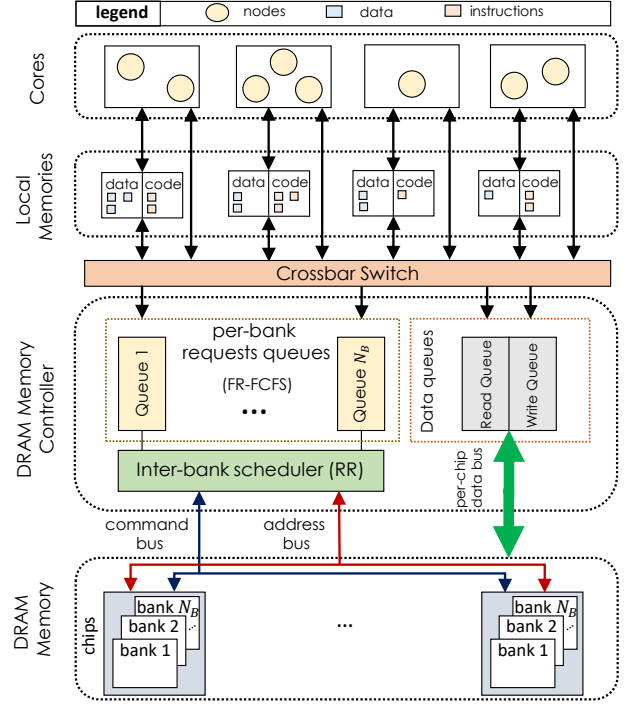 legend nodes data instructions
Cores
Local
Memories
data code data code data code data code
Crossbar Switch
DRAM Memory
Controller
per-bank
requests queues
(FR-FCFS)
...
Queue 1
Queue N_B
Data queues
Read Queue
Write Queue
Inter-bank scheduler (RR)
command
bus
address
bus
per-chip
data bus
DRAM
Memory
chips
bank N_B
bank 2 ...
bank 1
...
bank N_B
bank 2 ...
bank 1